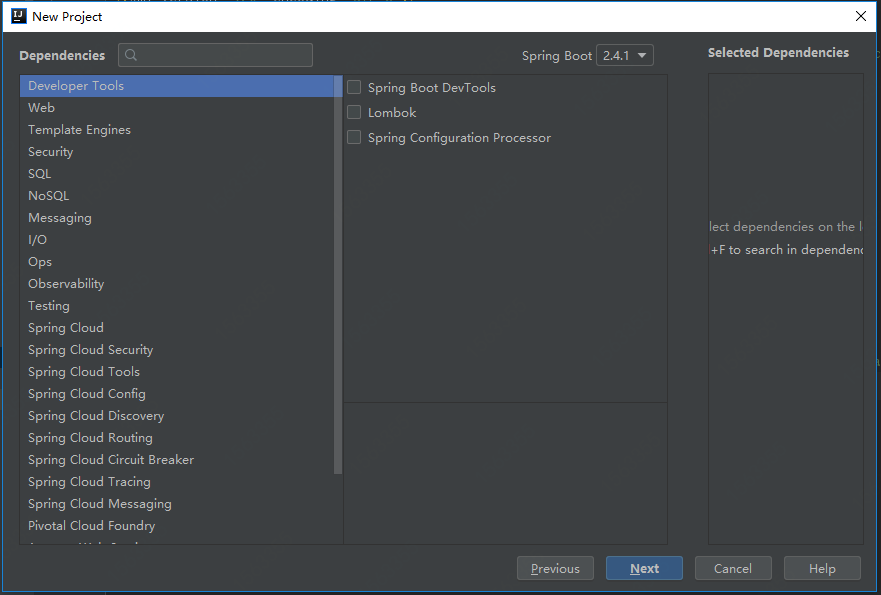 New Project
Dependencies
Spring Boot 2.4.1
Selected Dependencies
Developer Tools
Web
Template Engines
Security
SQL
NoSQL
Messaging
I/O
Ops
Observability
Testing
Spring Cloud
Spring Cloud Security
Spring Cloud Tools
Spring Cloud Config
Spring Cloud Discovery
Spring Cloud Routing
Spring Cloud Circuit Breaker
Spring Cloud Tracing
Spring Cloud Messaging
Pivotal Cloud Foundry
Spring Boot DevTools
Lombok
Spring Configuration Processor
lect dependencies on the l
+F to search in dependenc
Previous
Next
Cancel
Help